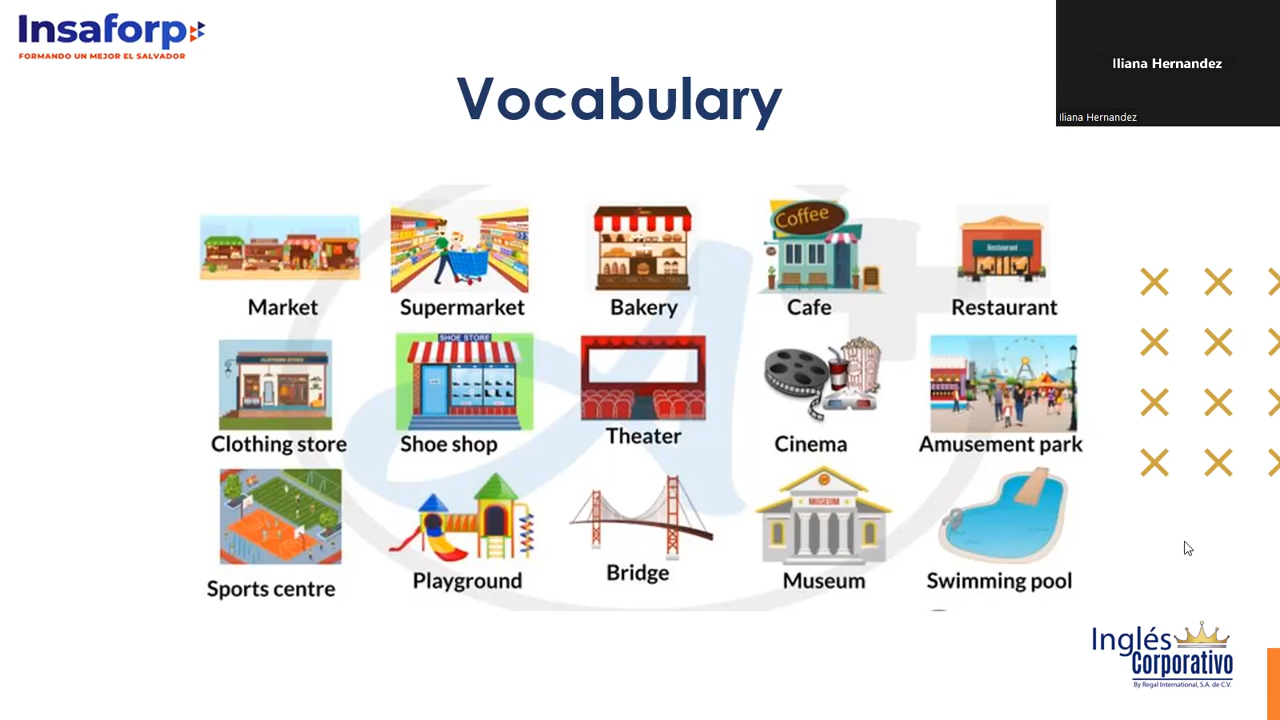 Insaforp
FORMANDO UN MEJOR EL SALVADOR
Iliana Hernandez
Iliana Hernandez
Vocabulary
Coffee
Restaurant
Market
Supermarket
Bakery
Cafe
Restaurant
CLOTHING STORE
SHOE STORE
Clothing store
Shoe shop
Theater
Cinema
Amusement park
MUSEUM
Sports centre
Playground
Bridge
Museum
Swimming pool
Inglés
Corporativo
By Regal International, S.A. de C.V.